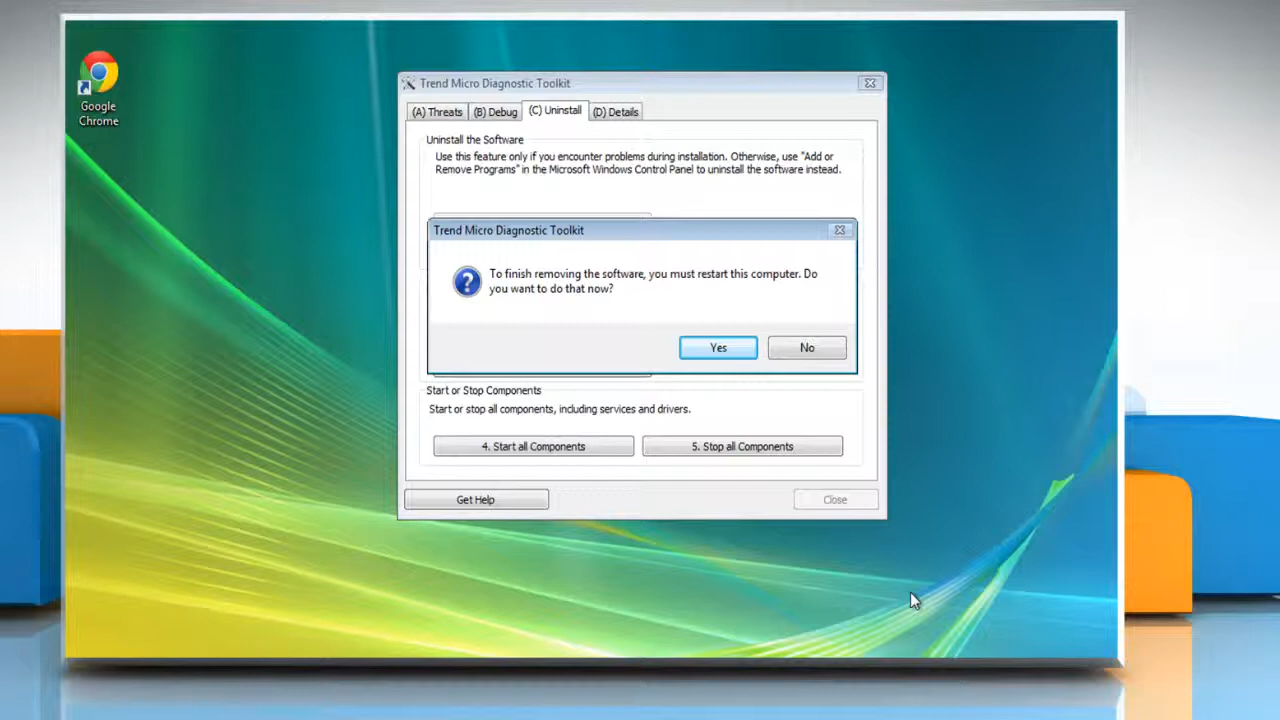 Google
Chrome
Trend Micro Diagnostic Toolkit
(A) Threats
(B) Debug
(C) Uninstall
(D) Details
Uninstall the Software
Use this feature only if you encounter problems during installation. Otherwise, use "Add or
Remove Programs" in the Microsoft Windows Control Panel to uninstall the software instead.
Trend Micro Diagnostic Toolkit
To finish removing the software, you must restart this computer. Do
you want to do that now?
Yes
No
Start or Stop Components
Start or stop all components, including services and drivers.
4. Start all Components
5. Stop all Components
Get Help
Close